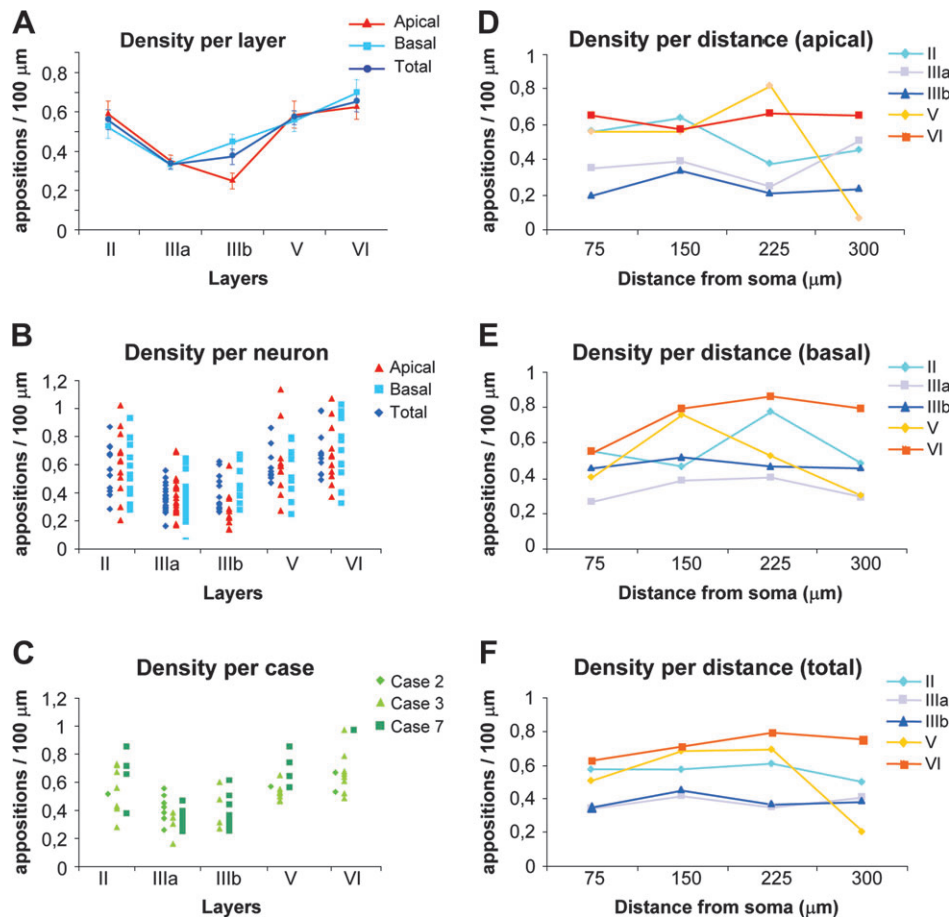 A
Density per layer
Apical
Basal
Total
appositions / 100 μm
0,8
0,6
0,4
0,2
0
II IIIa IIIb V VI
Layers
B
Density per neuron
Apical
Basal
Total
appositions / 100 μm
1,2
1
0,8
0,6
0,4
0,2
0
II IIIa IIIb V VI
Layers
C
Density per case
Case 2
Case 3
Case 7
appositions / 100 μm
1,2
1
0,8
0,6
0,4
0,2
0
II IIIa IIIb V VI
Layers
D
Density per distance (apical)
II
IIIa
IIIb
V
VI
appositions / 100 μm
1
0,8
0,6
0,4
0,2
0
75 150 225 300
Distance from soma (μm)
E
Density per distance (basal)
II
IIIa
IIIb
V
VI
appositions / 100 μm
1
0,8
0,6
0,4
0,2
0
75 150 225 300
Distance from soma (μm)
F
Density per distance (total)
II
IIIa
IIIb
V
VI
appositions / 100 μm
1
0,8
0,6
0,4
0,2
0
75 150 225 300
Distance from soma (μm)